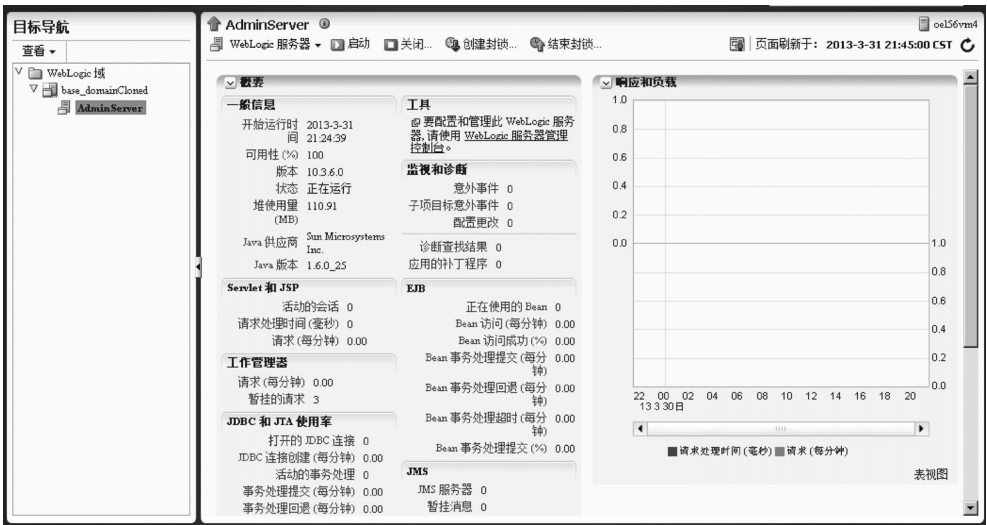 目标导航
查看
WebLogic 域
base_domainCloned
AdminServer
AdminServer
oel56vm4
WebLogic 服务器 启动 关闭... 创建封锁... 结束封锁...
页面刷新于: 2013-3-31 21:45:00 CST
概要
一般信息
开始运行时间 2013-3-31 21:24:39
可用性 (%) 100
版本 10.3.6.0
状态 正在运行
堆使用量 (MB) 110.91
Java 供应商 Sun Microsystems Inc.
Java 版本 1.6.0_25
Servlet 和 JSP
活动的会话 0
请求处理时间 (毫秒) 0
请求 (每分钟) 0.00
工作管理器
请求 (每分钟) 0.00
暂挂的请求 3
JDBC 和 JTA 使用率
打开的 JDBC 连接 0
JDBC 连接创建 (每分钟) 0.00
活动的事务处理 0
事务处理提交 (每分钟) 0.00
事务处理回退 (每分钟) 0.00
工具
要配置和管理此 WebLogic 服务
器, 请使用 WebLogic 服务器管理
控制台。
监视和诊断
意外事件 0
子项目标意外事件 0
配置更改 0
诊断查找结果 0
应用的补丁程序 0
EJB
正在使用的 Bean 0
Bean 访问 (每分钟) 0.00
Bean 访问成功 (%) 0.00
Bean 事务处理提交 (每分钟) 0.00
Bean 事务处理回退 (每分钟) 0.00
Bean 事务处理超时 (每分钟) 0.00
Bean 事务处理提交 (%) 0.00
JMS
JMS 服务器 0
暂挂消息 0
响应和负载
1.0
0.8
0.6
0.4
0.2
0.0
1.0
0.8
0.6
0.4
0.2
0.0
22 00 02 04 06 08 10 12 14 16 18 20
13 3 30日
请求处理时间 (毫秒) 请求 (每分钟)
表视图